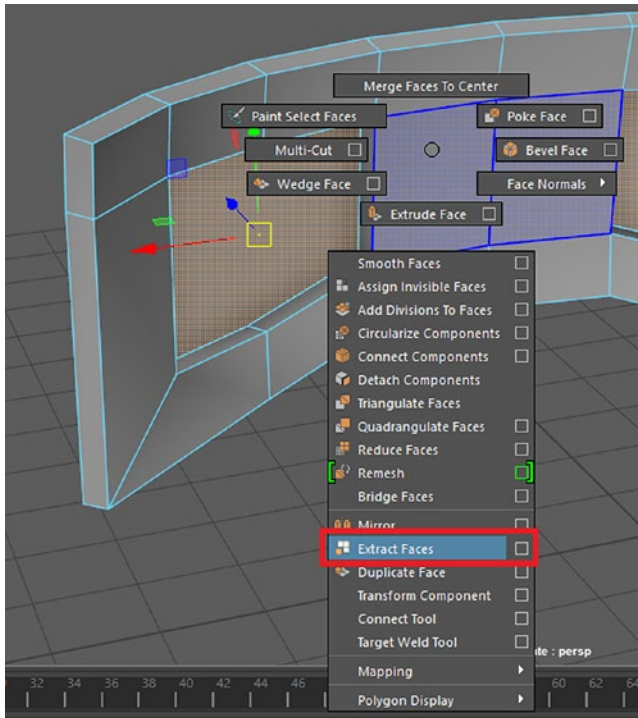 Merge Faces To Center
Paint Select Faces
Poke Face
Multi-Cut
Bevel Face
Wedge Face
Face Normals
Extrude Face
Smooth Faces
Assign Invisible Faces
Add Divisions To Faces
Circularize Components
Connect Components
Detach Components
Triangulate Faces
Quadrangulate Faces
Reduce Faces
Remesh
Bridge Faces
Mirror
Extract Faces
Duplicate Face
Transform Component
Connect Tool
Target Weld Tool
: persp
Mapping
32 34 36 38 40 42 44 46 60 62 64
Polygon Display